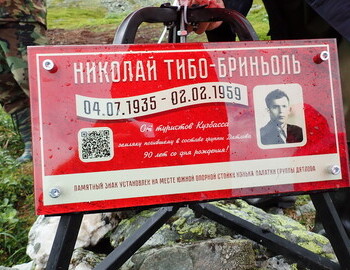 НИКОЛАЙ ТИБО-БРИНЬОЛЬ
04.07.1935 - 02.02.1959
От туристов Кузбасса
земляку погибшему в составе группы Дятлова
90 лет со дня рождения!
ПАМЯТНЫЙ ЗНАК УСТАНОВЛЕН НА МЕСТЕ ЮЖНОЙ ОПОРНОЙ СТОЙКИ КОНЬКА ПАЛАТКИ ГРУППЫ ДЯТЛОВА